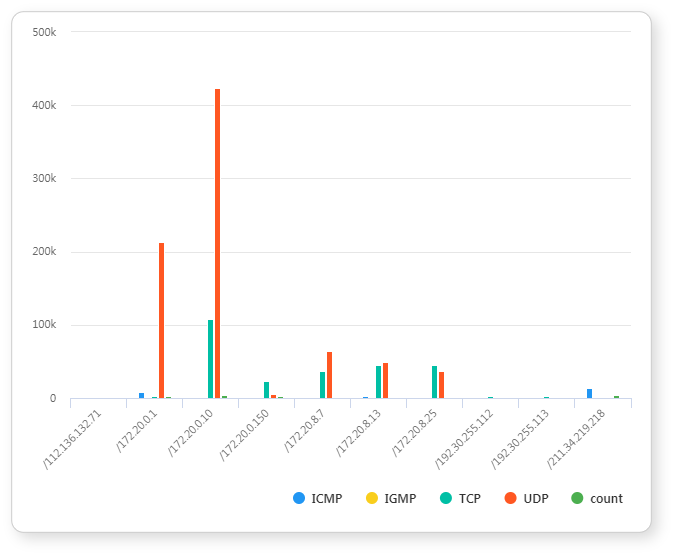 500k
400k
300k
200k
100k
0
/112.136.132.71
/172.20.0.1
/172.20.0.10
/172.20.0.150
/172.20.8.7
/172.20.8.13
/172.20.8.25
/192.30.255.112
/192.30.255.113
/211.34.219.218
ICMP IGMP TCP UDP count